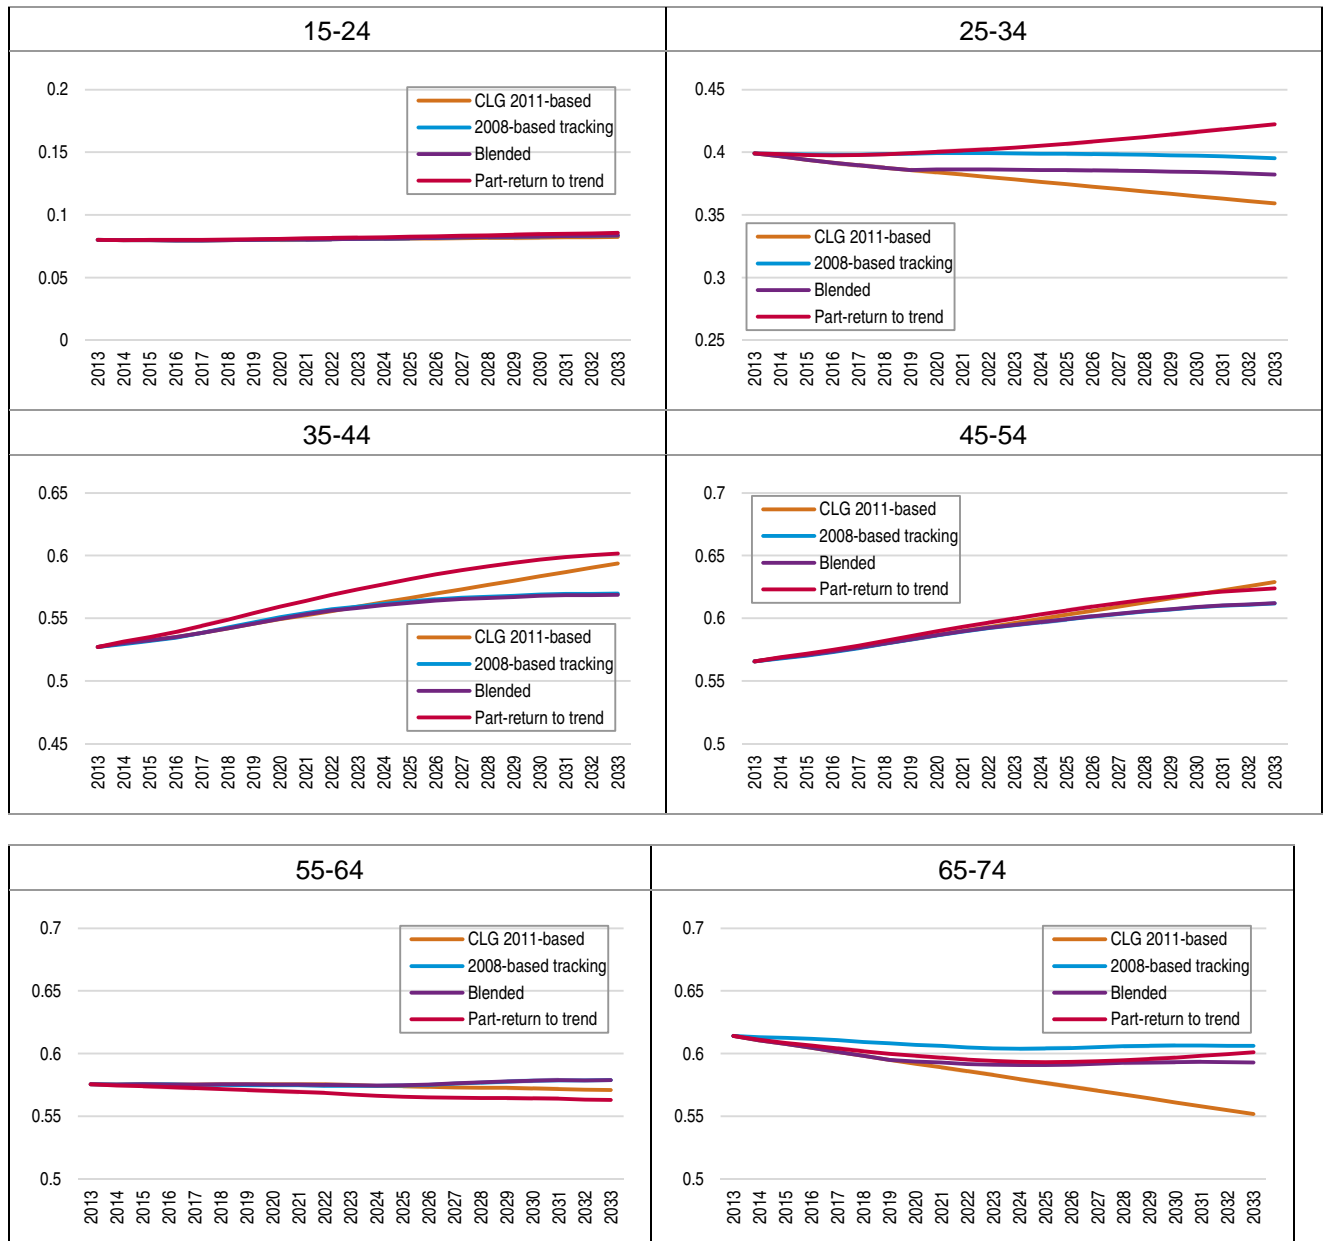 15-24
25-34
0.2
0.15
0.1
0.05
0
CLG 2011-based
2008-based tracking
Blended
Part-return to trend
2013 2014 2015 2016 2017 2018 2019 2020 2021 2022 2023 2024 2025 2026 2027 2028 2029 2030 2031 2032 2033
0.45
0.4
0.35
0.3
0.25
CLG 2011-based
2008-based tracking
Blended
Part-return to trend
2013 2014 2015 2016 2017 2018 2019 2020 2021 2022 2023 2024 2025 2026 2027 2028 2029 2030 2031 2032 2033
35-44
45-54
0.65
0.6
0.55
0.5
0.45
CLG 2011-based
2008-based tracking
Blended
Part-return to trend
2013 2014 2015 2016 2017 2018 2019 2020 2021 2022 2023 2024 2025 2026 2027 2028 2029 2030 2031 2032 2033
0.7
0.65
0.6
0.55
0.5
CLG 2011-based
2008-based tracking
Blended
Part-return to trend
2013 2014 2015 2016 2017 2018 2019 2020 2021 2022 2023 2024 2025 2026 2027 2028 2029 2030 2031 2032 2033
55-64
65-74
0.7
0.65
0.6
0.55
0.5
CLG 2011-based
2008-based tracking
Blended
Part-return to trend
2013 2014 2015 2016 2017 2018 2019 2020 2021 2022 2023 2024 2025 2026 2027 2028 2029 2030 2031 2032 2033
0.7
0.65
0.6
0.55
0.5
CLG 2011-based
2008-based tracking
Blended
Part-return to trend
2013 2014 2015 2016 2017 2018 2019 2020 2021 2022 2023 2024 2025 2026 2027 2028 2029 2030 2031 2032 2033